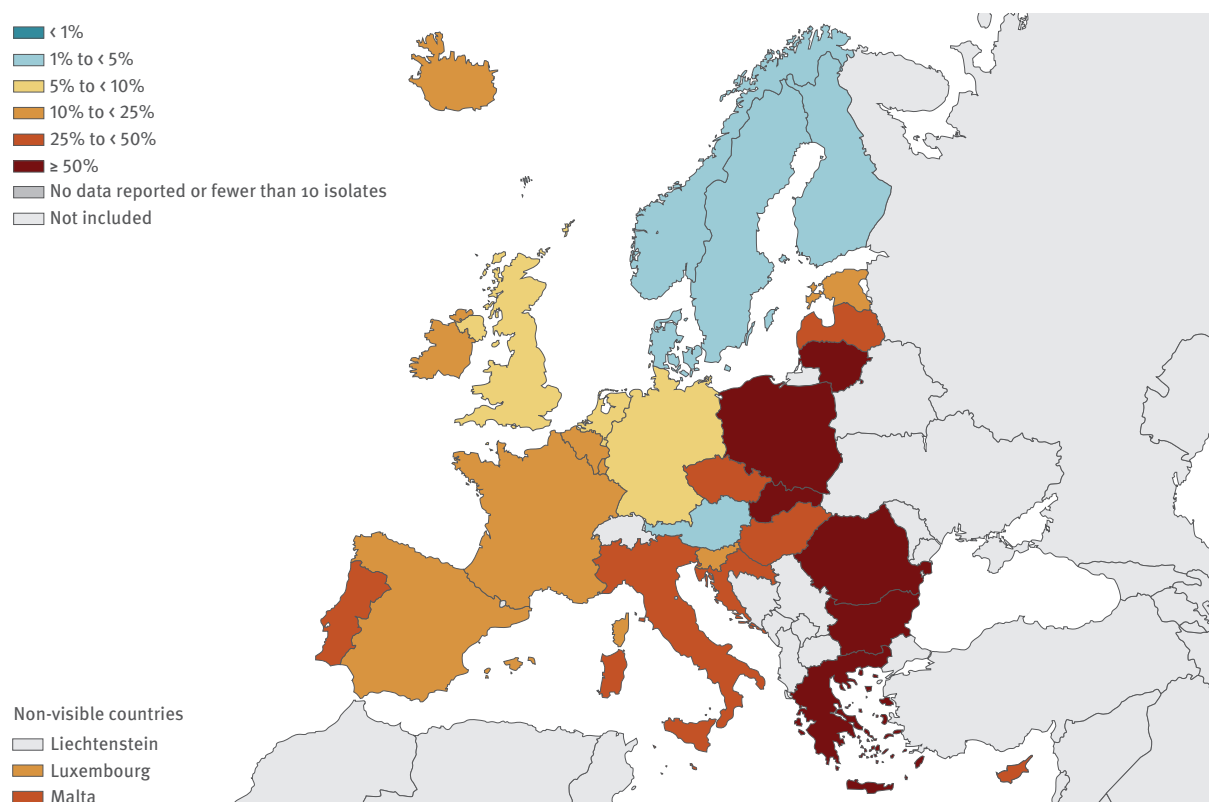 < 1%
1% to < 5%
5% to < 10%
10% to < 25%
25% to < 50%
≥ 50%
No data reported or fewer than 10 isolates
Not included
Non-visible countries
Liechtenstein
Luxembourg
Malta